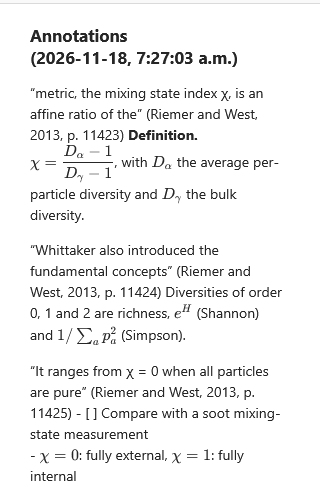 Annotations
(2026-11-18, 7:27:03 a.m.)
“metric, the mixing state index χ, is an
affine ratio of the” (Riemer and West,
2013, p. 11423) Definition.
χ = (Dα − 1)/(Dγ − 1), with Dα the average per-
particle diversity and Dγ the bulk
diversity.
“Whittaker also introduced the
fundamental concepts” (Riemer and
West, 2013, p. 11424) Diversities of order
0, 1 and 2 are richness, e^H (Shannon)
and 1/ ∑_a p_a^2 (Simpson).
“It ranges from χ = 0 when all particles
are pure” (Riemer and West, 2013, p.
11425) - [ ] Compare with a soot mixing-
state measurement
- χ = 0: fully external, χ = 1: fully
internal